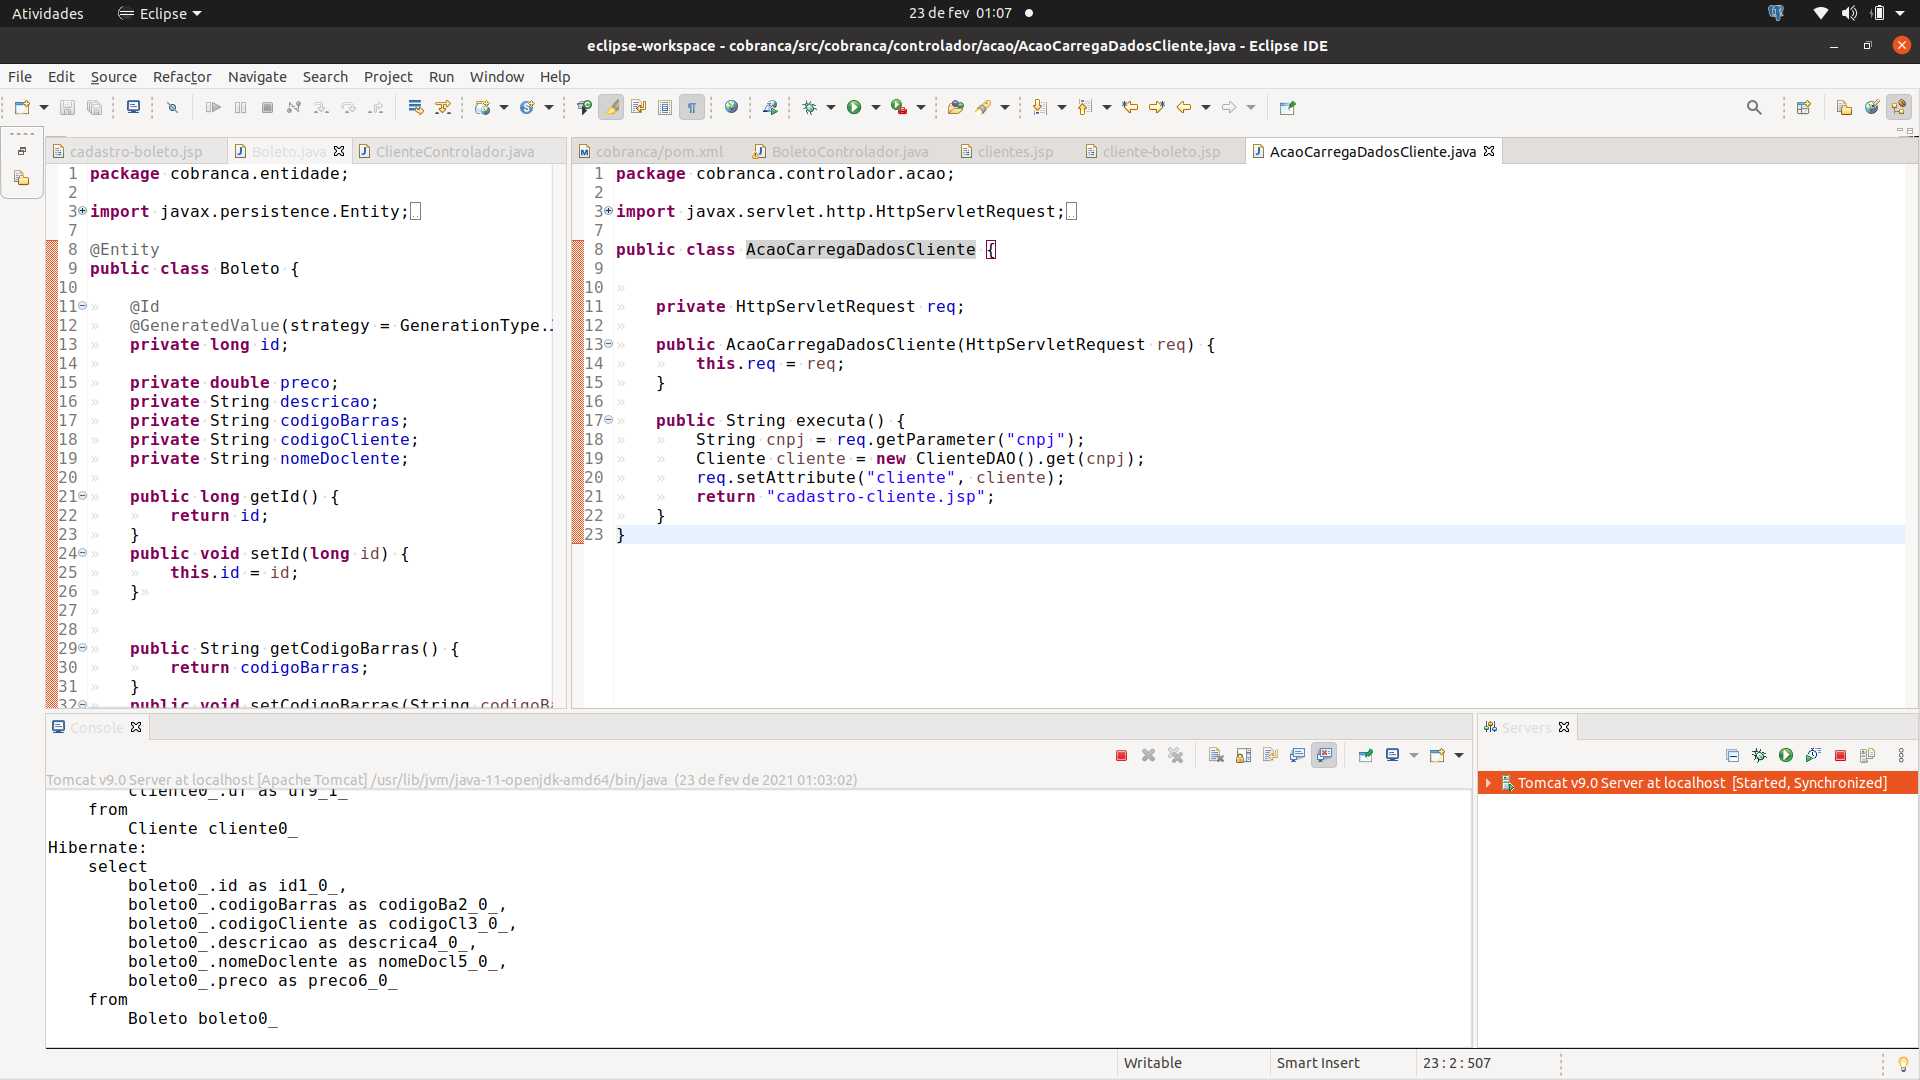 Atividades
Eclipse
23 de fev 01:07
eclipse-workspace - cobranca/src/cobranca/controlador/acao/AcaoCarregaDadosCliente.java - Eclipse IDE
File Edit Source Refactor Navigate Search Project Run Window Help
cadastro-boleto.jsp
Boleto.java
ClienteControlador.java
1 package cobranca.entidade;
2
3 import javax.persistence.Entity;
7
8 @Entity
9 public class Boleto {
10
11 @Id
12 @GeneratedValue(strategy = GenerationType.
13 private long id;
14
15 private double preco;
16 private String descricao;
17 private String codigoBarras;
18 private String codigoCliente;
19 private String nomeDoclente;
20
21 public long getId() {
22 return id;
23 }
24 public void setId(long id) {
25 this.id = id;
26 }
27
28
29 public String getCodigoBarras() {
30 return codigoBarras;
31 }
32 public void setCodigoBarras(String codigoBa
cobranca/pom.xml
BoletoControlador.java
clientes.jsp
cliente-boleto.jsp
AcaoCarregaDadosCliente.java
1 package cobranca.controlador.acao;
2
3 import javax.servlet.http.HttpServletRequest;
7
8 public class AcaoCarregaDadosCliente {
9
10
11 private HttpServletRequest req;
12
13 public AcaoCarregaDadosCliente(HttpServletRequest req) {
14 this.req = req;
15 }
16
17 public String executa() {
18 String cnpj = req.getParameter("cnpj");
19 Cliente cliente = new ClienteDAO().get(cnpj);
20 req.setAttribute("cliente", cliente);
21 return "cadastro-cliente.jsp";
22 }
23 }
Console
Tomcat v9.0 Server at localhost [Apache Tomcat] /usr/lib/jvm/java-11-openjdk-amd64/bin/java (23 de fev de 2021 01:03:02)
cliente0_.uf as uf9_1_
from
Cliente cliente0_
Hibernate:
select
boleto0_.id as id1_0_,
boleto0_.codigoBarras as codigoBa2_0_,
boleto0_.codigoCliente as codigoCl3_0_,
boleto0_.descricao as descrica4_0_,
boleto0_.nomeDoclente as nomeDocl5_0_,
boleto0_.preco as preco6_0_
from
Boleto boleto0_
Servers
Tomcat v9.0 Server at localhost [Started, Synchronized]
Writable
Smart Insert
23 : 2 : 507